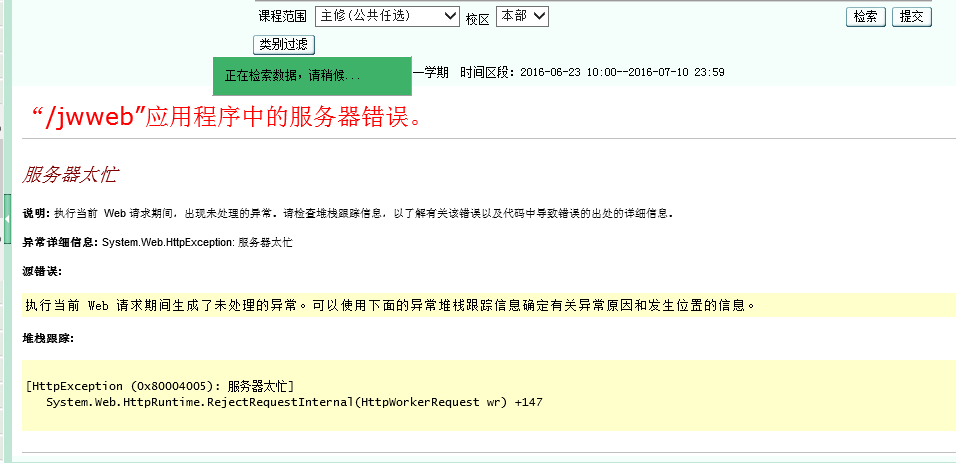 课程范围 主修(公共任选) 校区 本部 检索 提交
类别过滤
正在检索数据，请稍候... 一学期 时间区段：2016-06-23 10:00--2016-07-10 23:59
“/jwweb”应用程序中的服务器错误。
服务器太忙
说明: 执行当前 Web 请求期间，出现未处理的异常。请检查堆栈跟踪信息，以了解有关该错误以及代码中导致错误的出处的详细信息。
异常详细信息: System.Web.HttpException: 服务器太忙
源错误:
执行当前 Web 请求期间生成了未处理的异常。可以使用下面的异常堆栈跟踪信息确定有关异常原因和发生位置的信息。
堆栈跟踪:
[HttpException (0x80004005): 服务器太忙]
System.Web.HttpRuntime.RejectRequestInternal(HttpWorkerRequest wr) +147